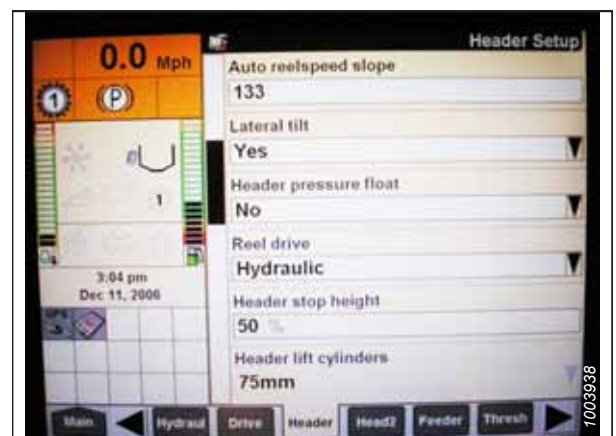 0.0 Mph
1 (P)
1
3:04 pm
Dec 11, 2006
GPS
Header Setup
Auto reelspeed slope
133
Lateral tilt
Yes
Header pressure float
No
Reel drive
Hydraulic
Header stop height
50 %
Header lift cylinders
75mm
Main Hydraul Drive Header Head2 Feeder Thresh
1003938